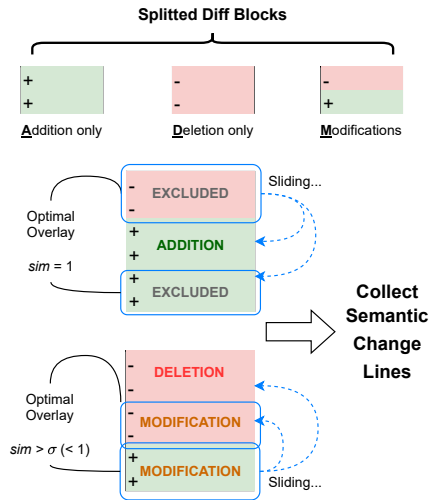 Splitted Diff Blocks
+
+
-
-
-
+
Addition only
Deletion only
Modifications
-
EXCLUDED
-
Sliding...
Optimal
Overlay
sim = 1
+
+
ADDITION
+
+
EXCLUDED
Collect
Semantic
Change
Lines
-
DELETION
-
Optimal
Overlay
-
MODIFICATION
-
sim > σ (< 1)
+
MODIFICATION
+
Sliding...